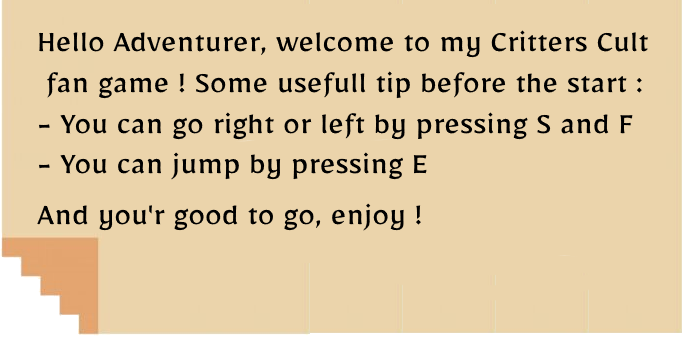 Hello Adventurer, welcome to my Critters Cult
fan game ! Some usefull tip before the start :
- You can go right or left by pressing S and F
- You can jump by pressing E
And you'r good to go, enjoy !